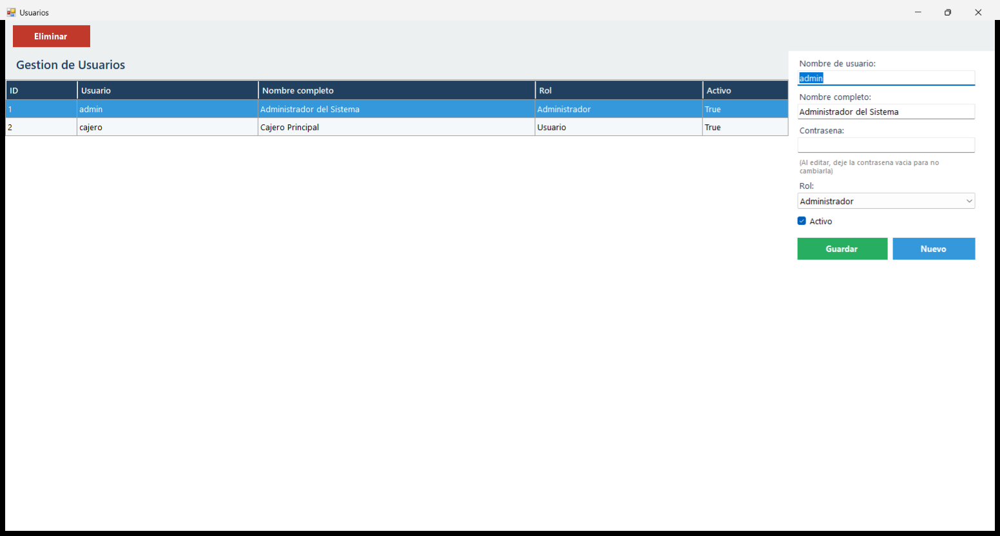 Usuarios
Eliminar
Gestion de Usuarios
ID Usuario Nombre completo Rol Activo
1 admin Administrador del Sistema Administrador True
2 cajero Cajero Principal Usuario True
Nombre de usuario:
admin
Nombre completo:
Administrador del Sistema
Contrasena:
(Al editar, deje la contrasena vacia para no
cambiarla)
Rol:
Administrador
Activo
Guardar Nuevo